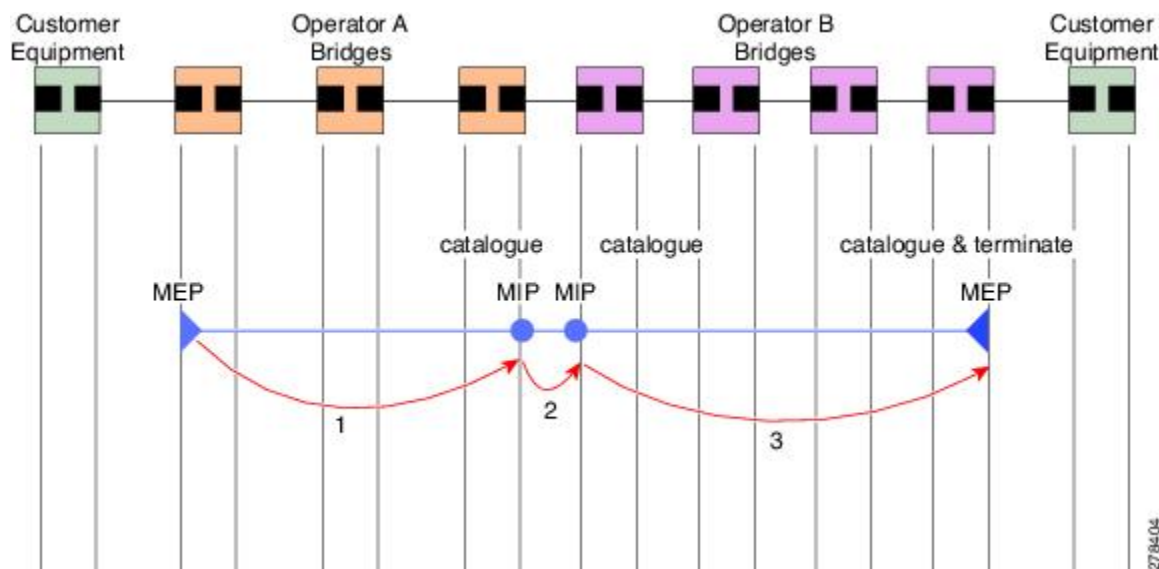 Customer
Equipment
Operator A
Bridges
Operator B
Bridges
Customer
Equipment
catalogue
catalogue
catalogue & terminate
MEP
MIP
MIP
MEP
1
2
3
278404